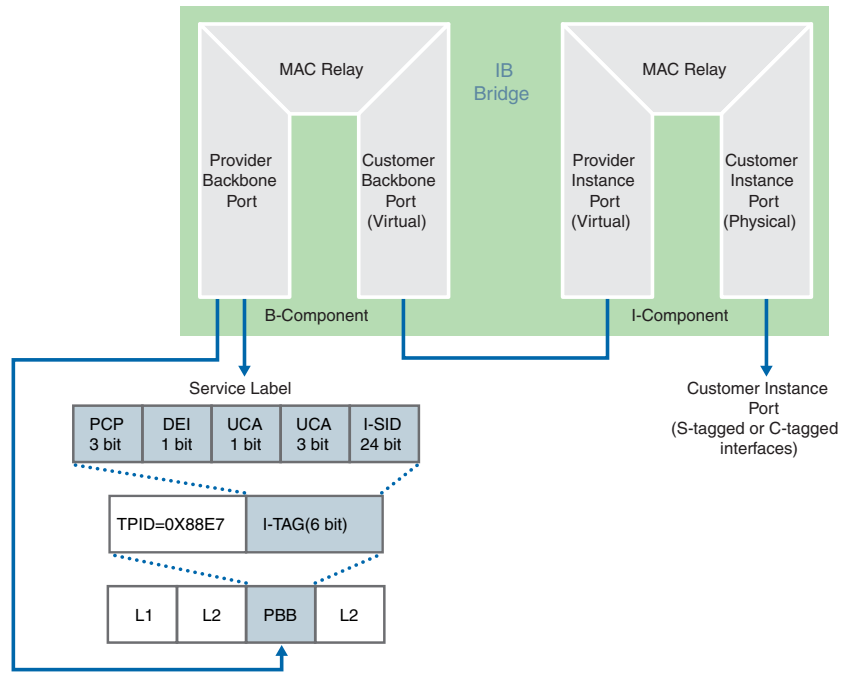 MAC Relay
IB
Bridge
MAC Relay
Provider
Backbone
Port
Customer
Backbone
Port
(Virtual)
Provider
Instance
Port
(Virtual)
Customer
Instance
Port
(Physical)
B-Component
I-Component
Service Label
Customer Instance
Port
(S-tagged or C-tagged
interfaces)
PCP
3 bit
DEI
1 bit
UCA
1 bit
UCA
3 bit
I-SID
24 bit
TPID=0X88E7
I-TAG(6 bit)
L1
L2
PBB
L2